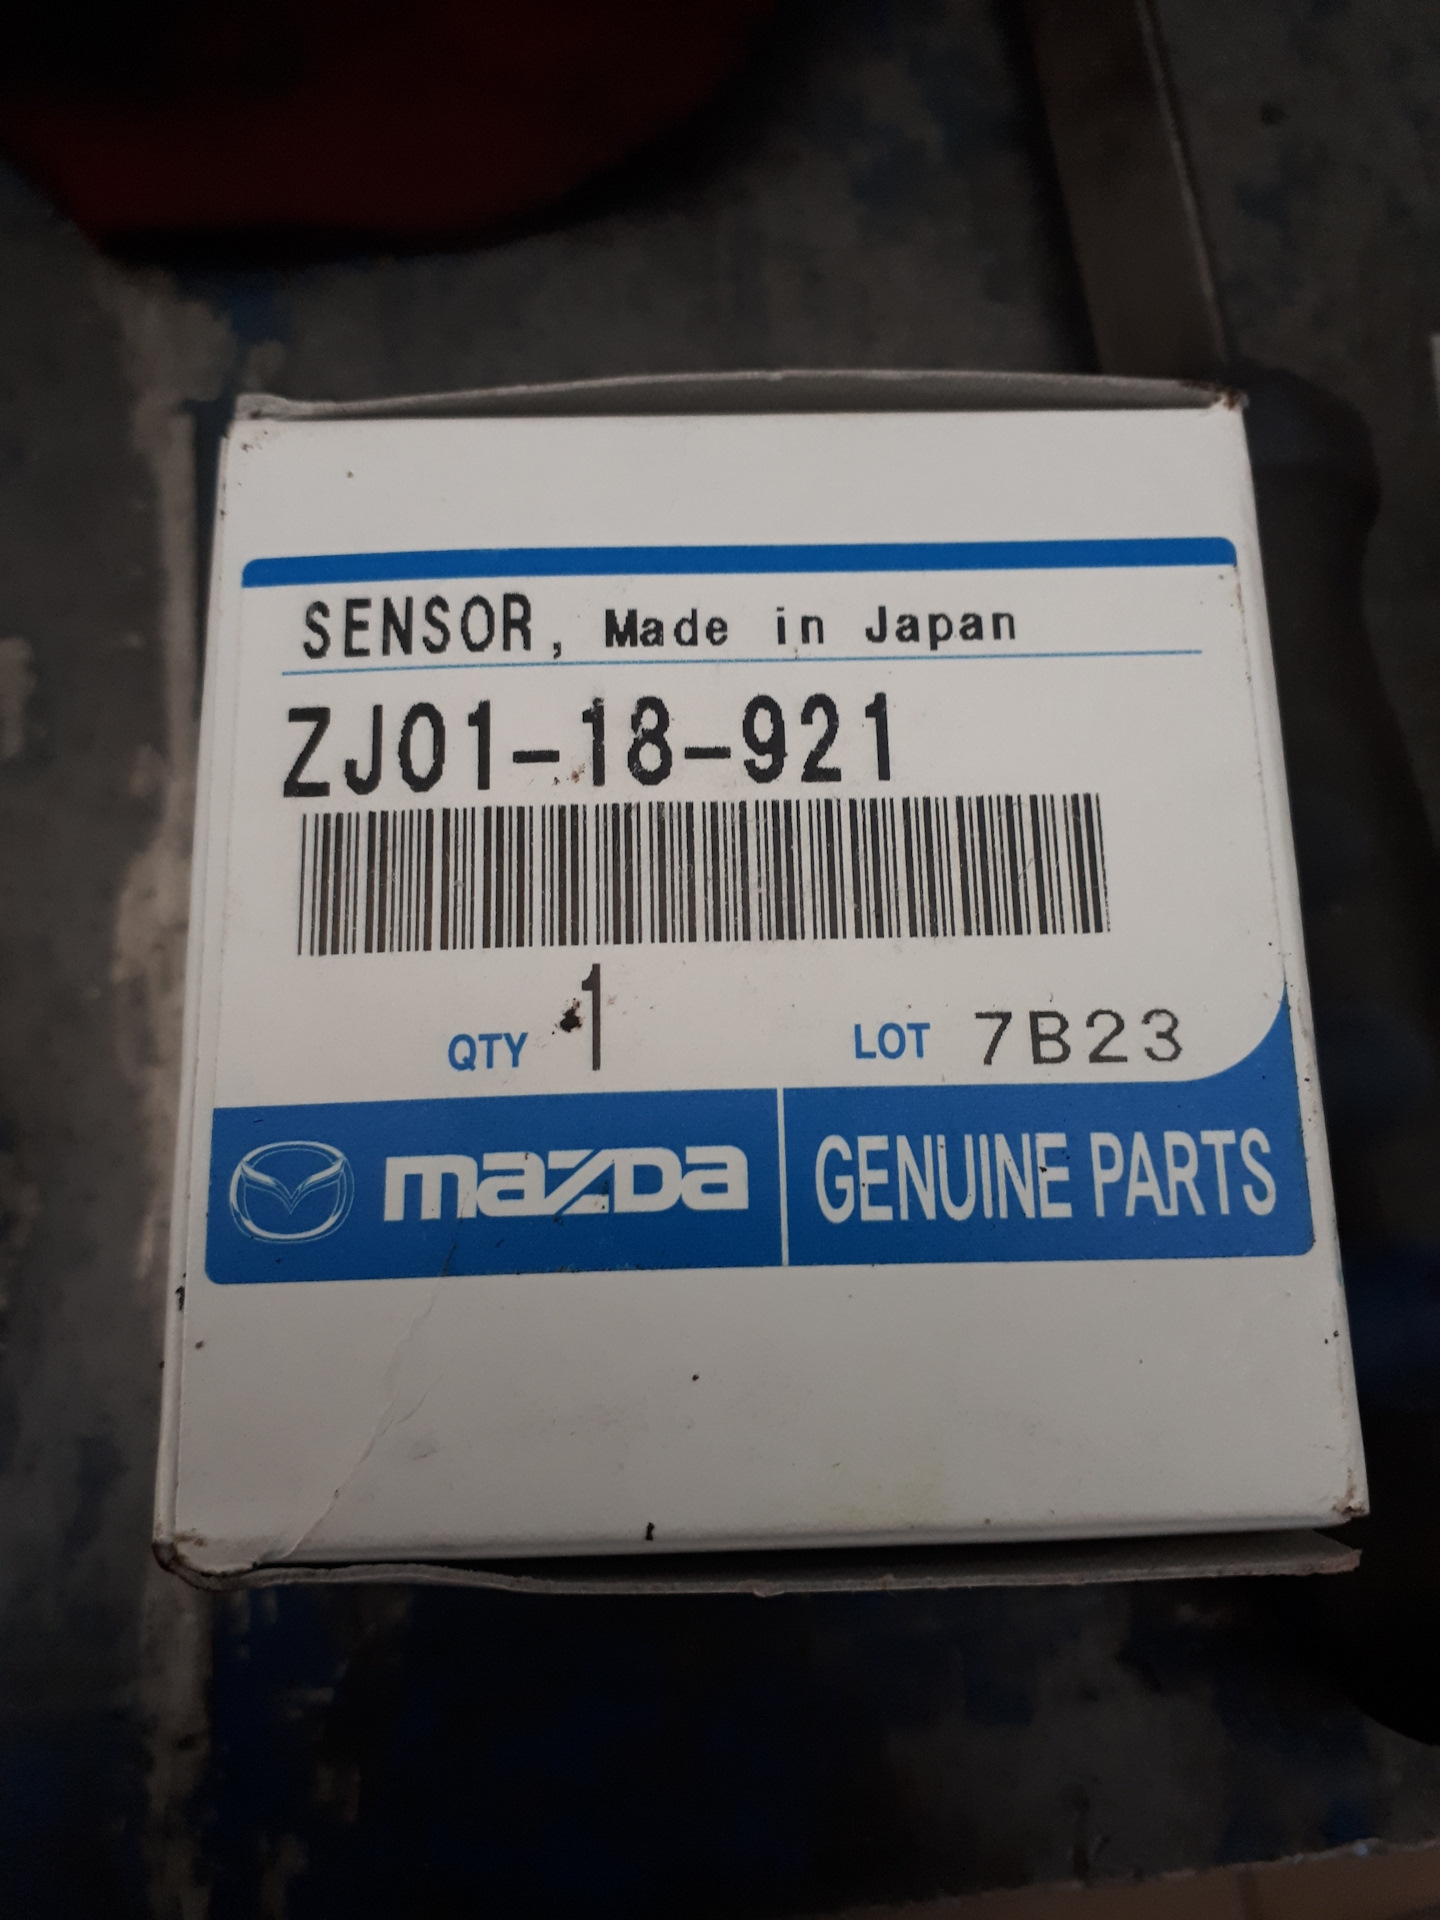 SENSOR, Made in Japan
ZJ01-18-921
QTY 1 LOT 7B23
mazda GENUINE PARTS